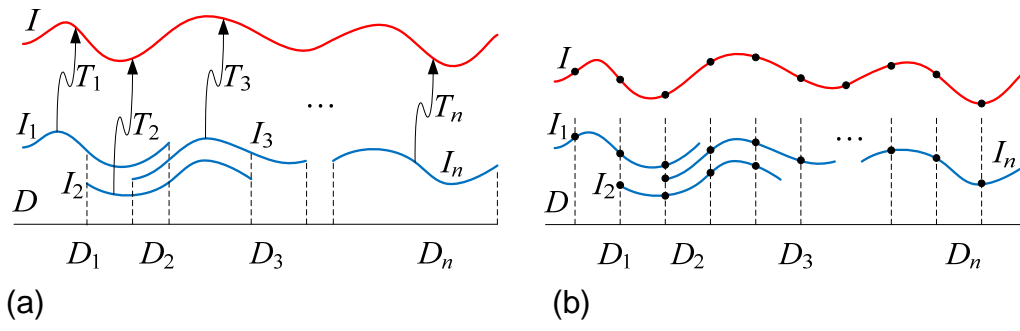 I
T₁
T₂
T₃
...
Tₙ
I₁
I₃
I₂
Iₙ
D
D₁
D₂
D₃
Dₙ
(a)
I
I₁
...
Iₙ
I₂
D
D₁
D₂
D₃
Dₙ
(b)